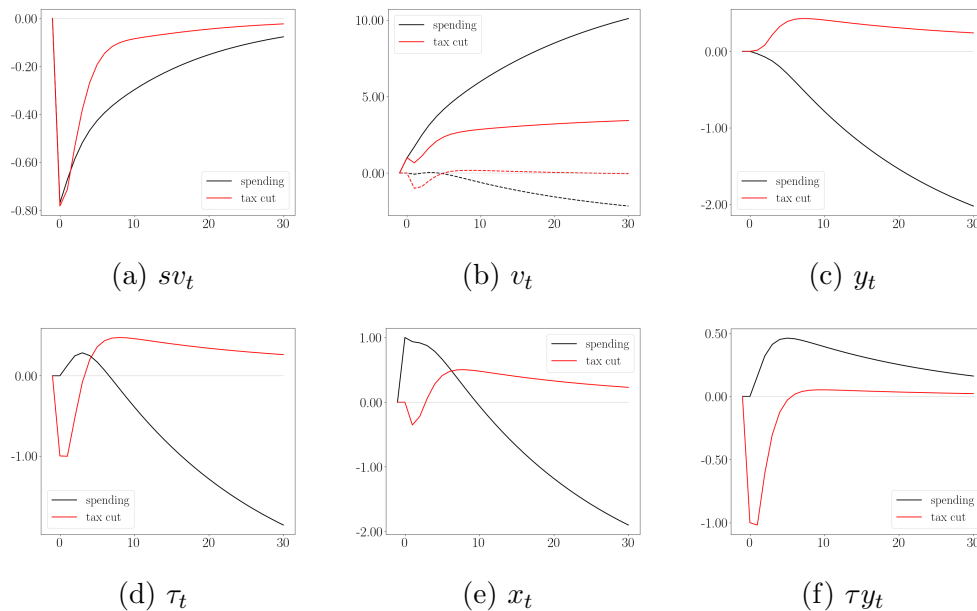 0.00
-0.20
-0.40
-0.60
-0.80
spending
tax cut
0 10 20 30
(a) sv_t
10.00
5.00
0.00
spending
tax cut
0 10 20 30
(b) v_t
0.00
-1.00
-2.00
spending
tax cut
0 10 20 30
(c) y_t
0.00
-1.00
spending
tax cut
0 10 20 30
(d) τ_t
1.00
0.00
-1.00
-2.00
spending
tax cut
0 10 20 30
(e) x_t
0.50
0.00
-0.50
-1.00
spending
tax cut
0 10 20 30
(f) τy_t